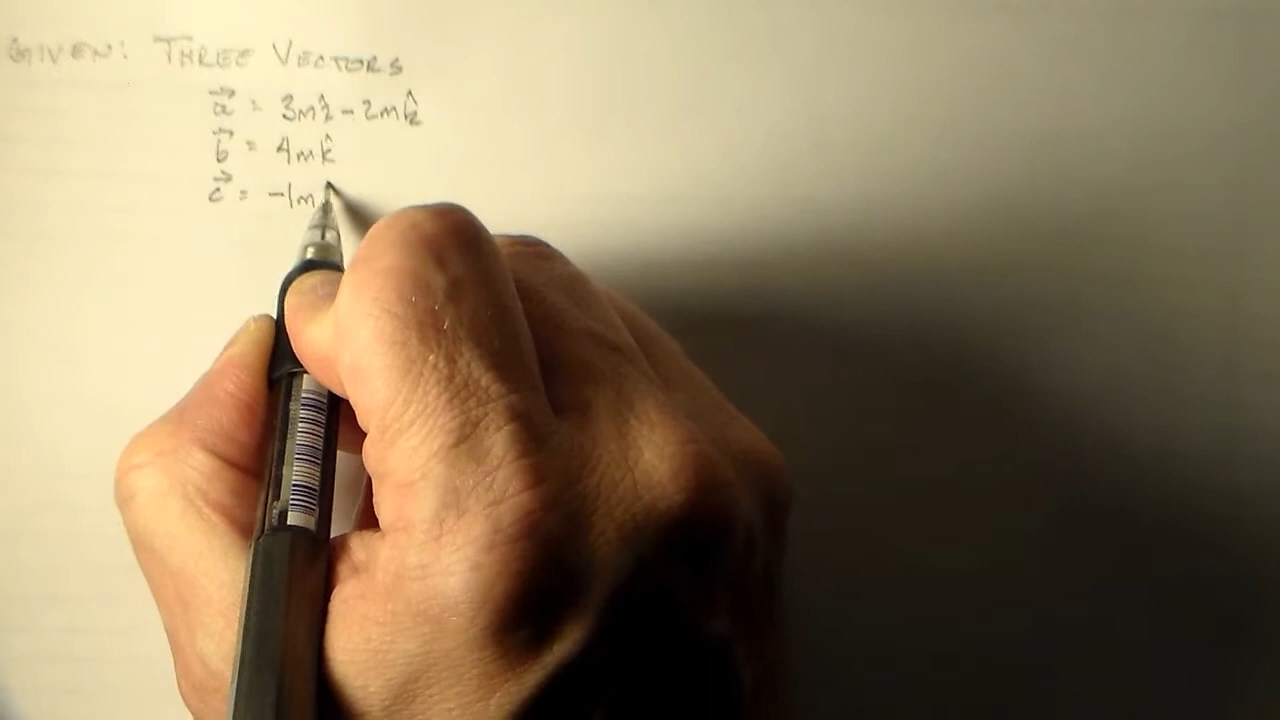 GIVEN: THREE VECTORS
a⃗ = 3m î - 2m k̂
b⃗ = 4m k̂
c⃗ = -1m